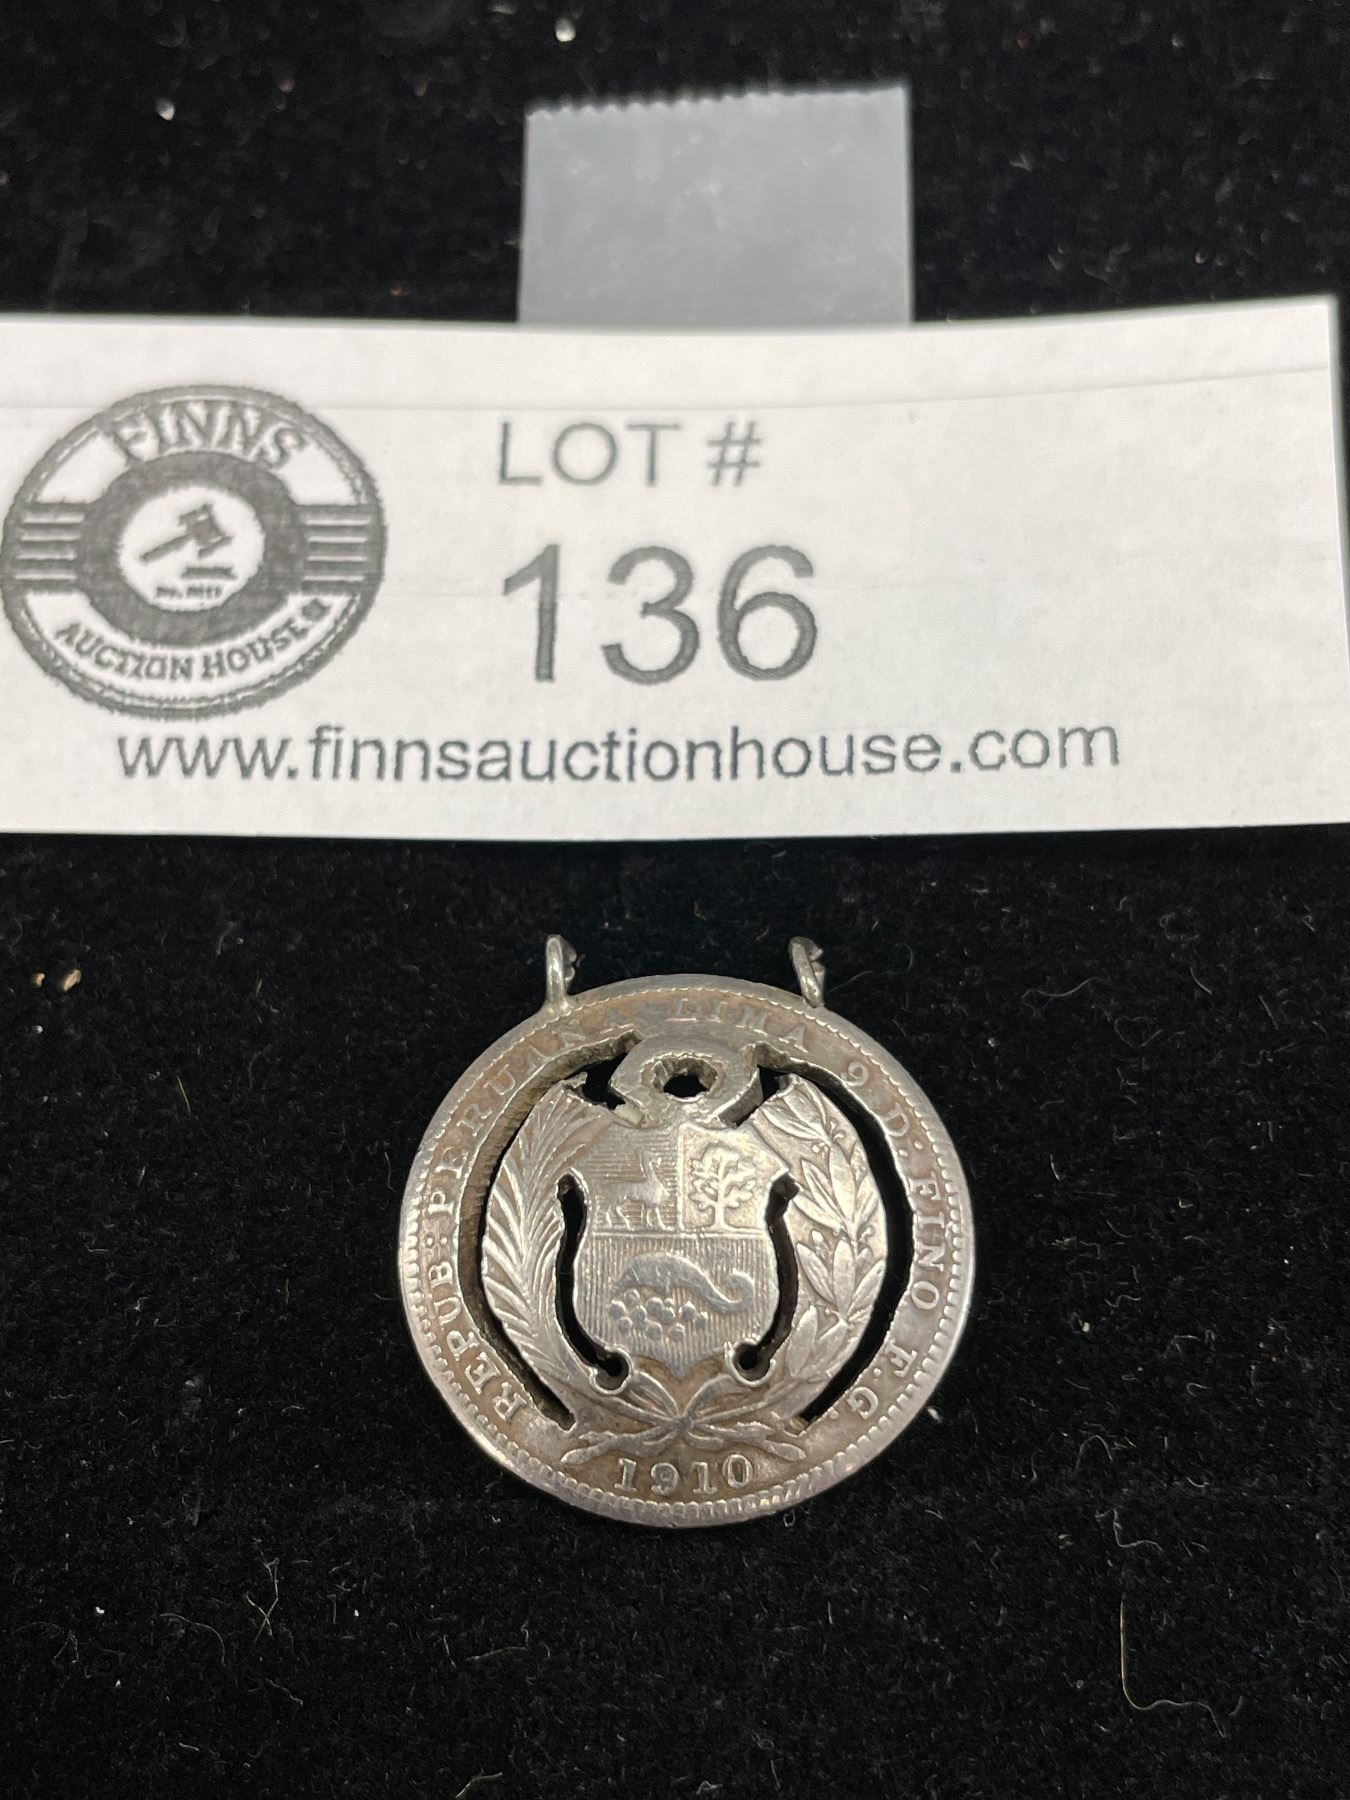 FINNS
AUCTION HOUSE
LOT #
136
www.finnsauctionhouse.com
REPUB: PERUANA LIMA 9 D: FINO F.G.
1910